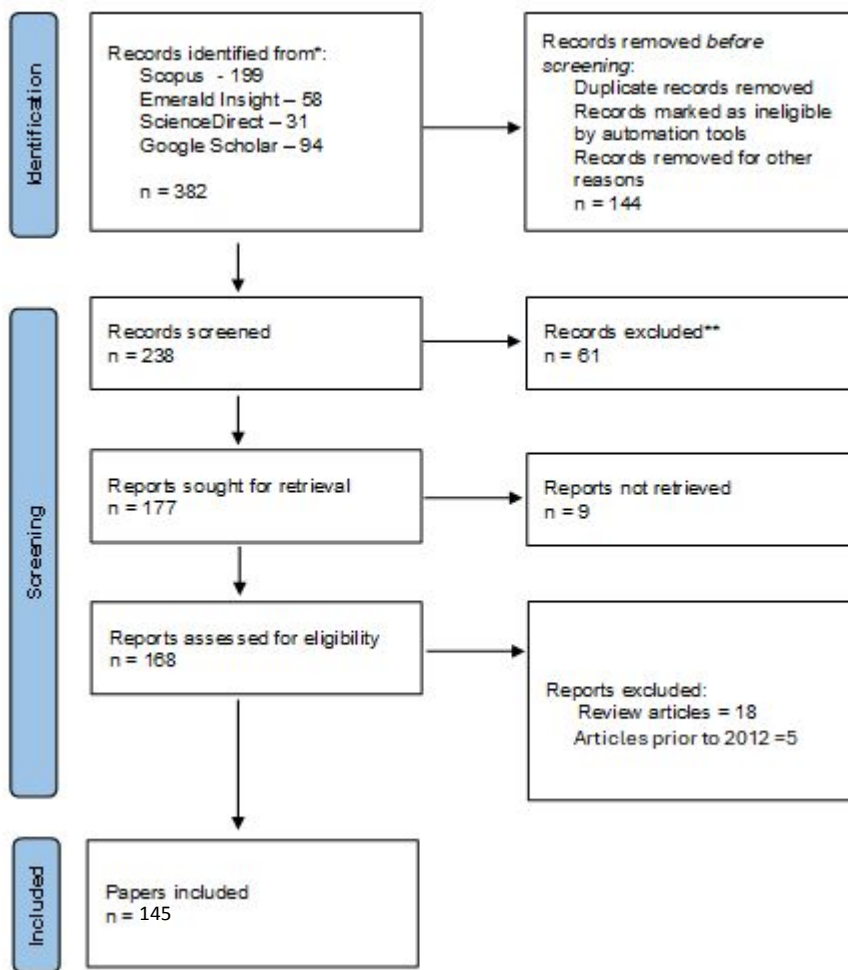 Identification
Records identified from*:
Scopus - 199
Emerald Insight – 58
ScienceDirect – 31
Google Scholar – 94
n = 382
Records removed before
screening:
Duplicate records removed
Records marked as ineligible
by automation tools
Records removed for other
reasons
n = 144
Screening
Records screened
n = 238
Records excluded**
n = 61
Reports sought for retrieval
n = 177
Reports not retrieved
n = 9
Reports assessed for eligibility
n = 168
Reports excluded:
Review articles = 18
Articles prior to 2012 =5
Included
Papers included
n = 145